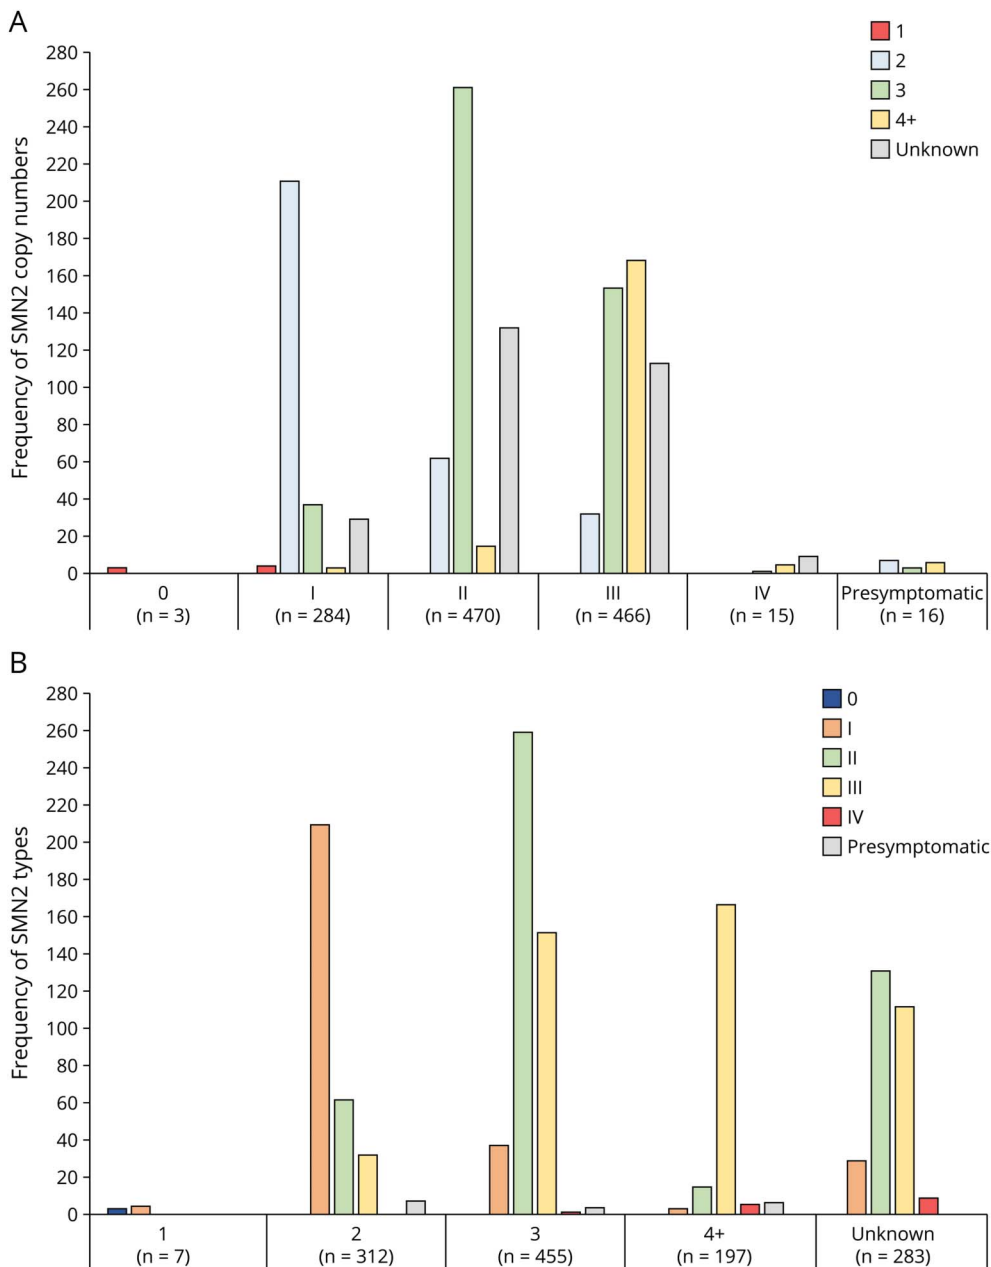 A
1
2
3
4+
Unknown
Frequency of SMN2 copy numbers
280
260
240
220
200
180
160
140
120
100
80
60
40
20
0
0 I II III IV Presymptomatic
(n = 3) (n = 284) (n = 470) (n = 466) (n = 15) (n = 16)
B
0
I
II
III
IV
Presymptomatic
Frequency of SMN2 types
280
260
240
220
200
180
160
140
120
100
80
60
40
20
0
1 2 3 4+ Unknown
(n = 7) (n = 312) (n = 455) (n = 197) (n = 283)